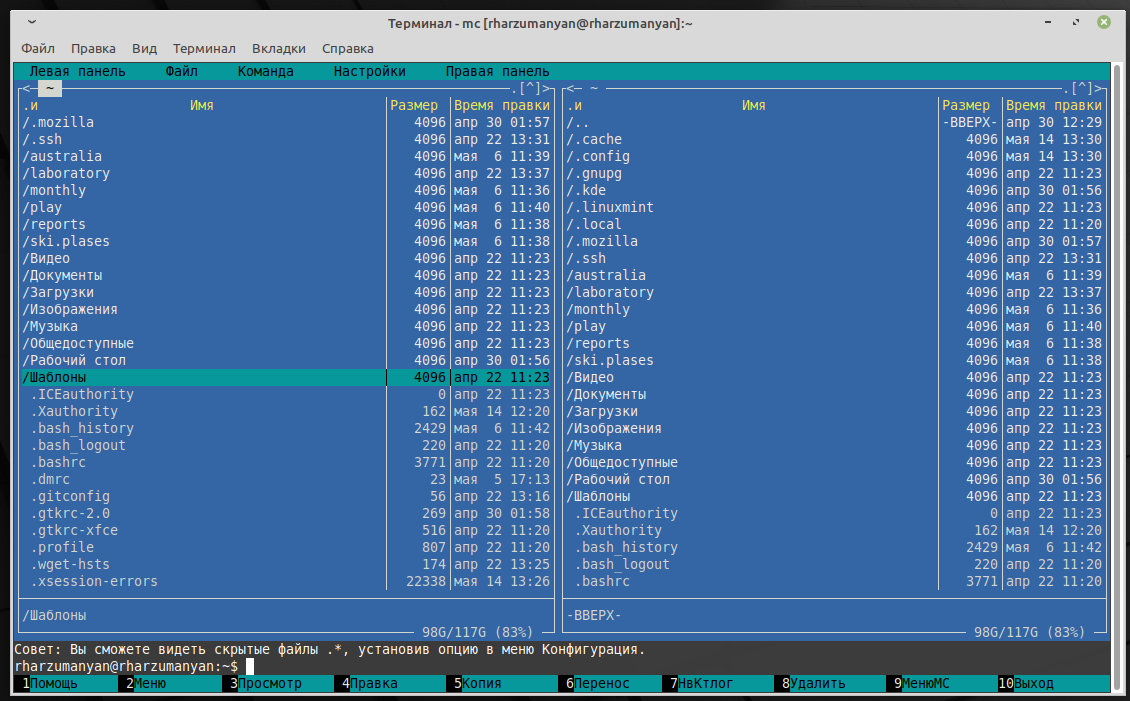 Терминал - mc [rharzumanyan@rharzumanyan]:~
Файл Правка Вид Терминал Вкладки Справка
Левая панель Файл Команда Настройки Правая панель
<─ ~ .[^]>
.и Имя Размер Время правки
/.mozilla 4096 апр 30 01:57
/.ssh 4096 апр 22 13:31
/australia 4096 мая 6 11:39
/laboratory 4096 апр 22 13:37
/monthly 4096 мая 6 11:36
/play 4096 мая 6 11:40
/reports 4096 мая 6 11:38
/ski.plases 4096 мая 6 11:38
/Видео 4096 апр 22 11:23
/Документы 4096 апр 22 11:23
/Загрузки 4096 апр 22 11:23
/Изображения 4096 апр 22 11:23
/Музыка 4096 апр 22 11:23
/Общедоступные 4096 апр 22 11:23
/Рабочий стол 4096 апр 30 01:56
/Шаблоны 4096 апр 22 11:23
.ICEauthority 0 апр 22 11:23
.Xauthority 162 мая 14 12:20
.bash_history 2429 мая 6 11:42
.bash_logout 220 апр 22 11:20
.bashrc 3771 апр 22 11:20
.dmrc 23 мая 5 17:13
.gitconfig 56 апр 22 13:16
.gtkrc-2.0 269 апр 30 01:58
.gtkrc-xfce 516 апр 22 11:20
.profile 807 апр 22 11:20
.wget-hsts 174 апр 22 13:25
.xsession-errors 22338 мая 14 13:26
/Шаблоны
98G/117G (83%)
<─ ~ .[^]>
.и Имя Размер Время правки
/.. -ВВЕРХ- апр 30 12:29
/.cache 4096 мая 14 13:30
/.config 4096 мая 14 13:30
/.gnupg 4096 апр 22 11:23
/.kde 4096 апр 30 01:56
/.linuxmint 4096 апр 22 11:23
/.local 4096 апр 22 11:20
/.mozilla 4096 апр 30 01:57
/.ssh 4096 апр 22 13:31
/australia 4096 мая 6 11:39
/laboratory 4096 апр 22 13:37
/monthly 4096 мая 6 11:36
/play 4096 мая 6 11:40
/reports 4096 мая 6 11:38
/ski.plases 4096 мая 6 11:38
/Видео 4096 апр 22 11:23
/Документы 4096 апр 22 11:23
/Загрузки 4096 апр 22 11:23
/Изображения 4096 апр 22 11:23
/Музыка 4096 апр 22 11:23
/Общедоступные 4096 апр 22 11:23
/Рабочий стол 4096 апр 30 01:56
/Шаблоны 4096 апр 22 11:23
.ICEauthority 0 апр 22 11:23
.Xauthority 162 мая 14 12:20
.bash_history 2429 мая 6 11:42
.bash_logout 220 апр 22 11:20
.bashrc 3771 апр 22 11:20
-ВВЕРХ-
98G/117G (83%)
Совет: Вы сможете видеть скрытые файлы .*, установив опцию в меню Конфигурация.
rharzumanyan@rharzumanyan:~$
1Помощь 2Меню 3Просмотр 4Правка 5Копия 6Перенос 7НвКтлог 8Удалить 9МенюМС 10Выход